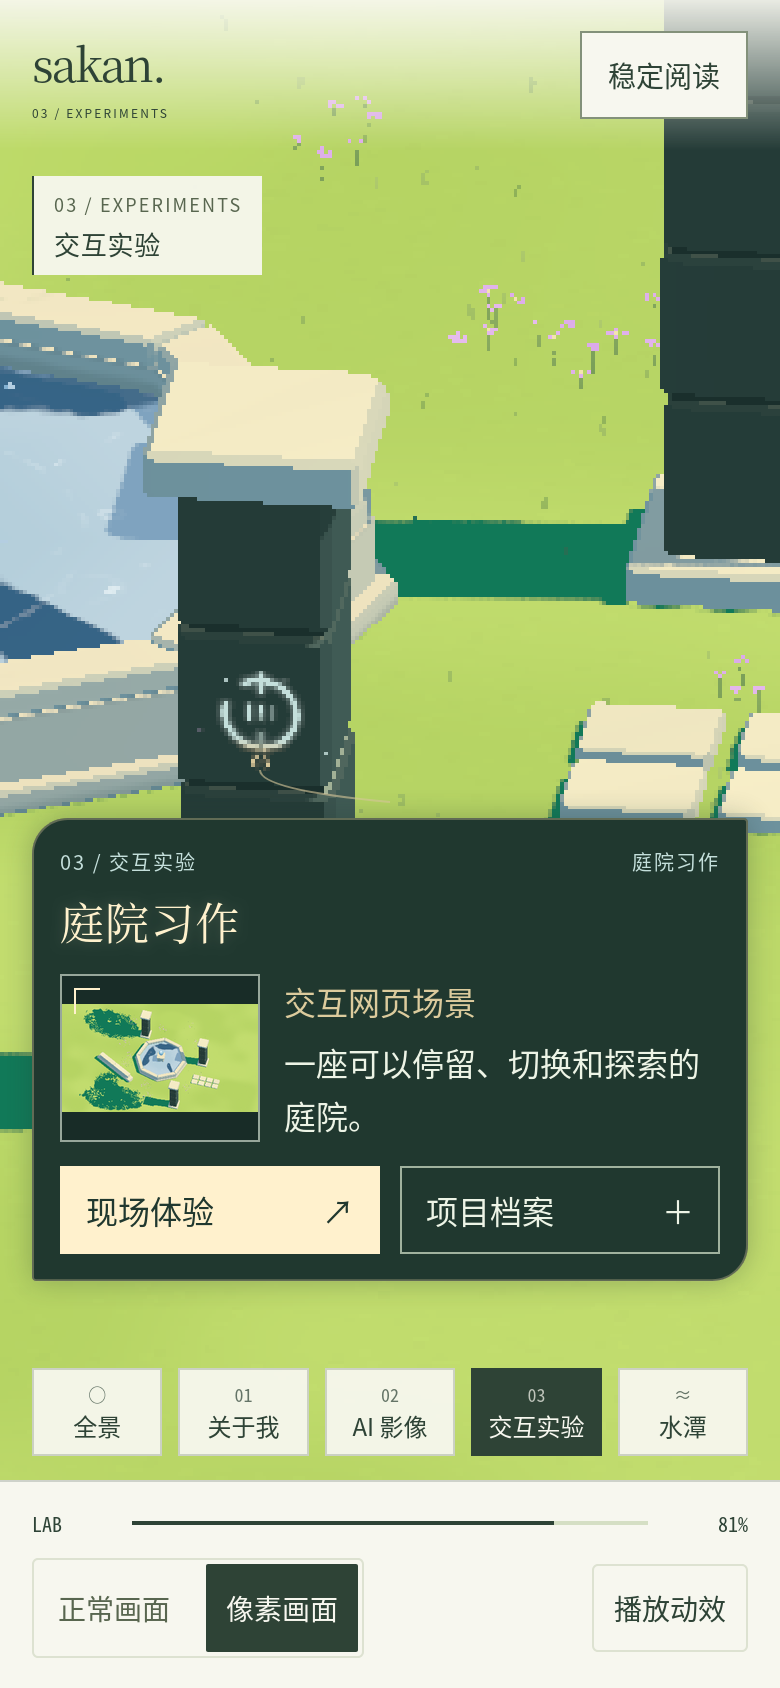 sakan.
03 / EXPERIMENTS
稳定阅读
03 / EXPERIMENTS
交互实验
03 / 交互实验
庭院习作
庭院习作
交互网页场景
一座可以停留、切换和探索的
庭院。
现场体验 ↗
项目档案 +
全景
01
关于我
02
AI 影像
03
交互实验
≈
水潭
LAB
81%
正常画面
像素画面
播放动效